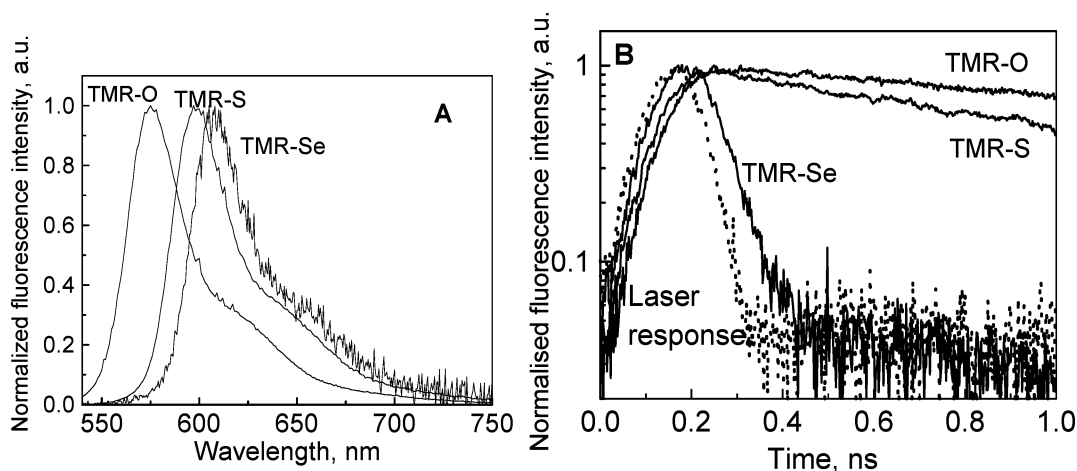 Normalized fluorescence intensity, a.u.
1.0
0.8
0.6
0.4
0.2
0.0
TMR-O
TMR-S
TMR-Se
A
550
600
650
700
750
Wavelength, nm
Normalised fluorescence intensity, a.u.
1
0.1
B
TMR-O
TMR-S
TMR-Se
Laser
response
0.0
0.2
0.4
0.6
0.8
1.0
Time, ns